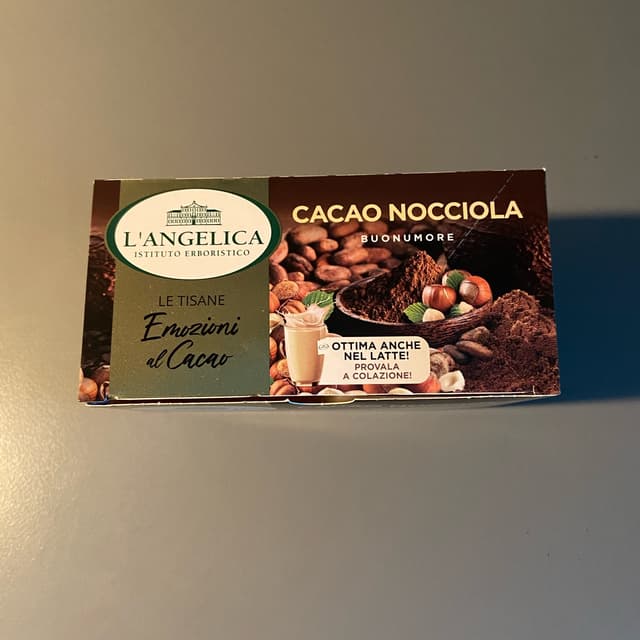 L'ANGELICA
ISTITUTO ERBORISTICO
LE TISANE
Emozioni
al Cacao
CACAO NOCCIOLA
BUONUMORE
OTTIMA ANCHE
NEL LATTE!
PROVALA
A COLAZIONE!